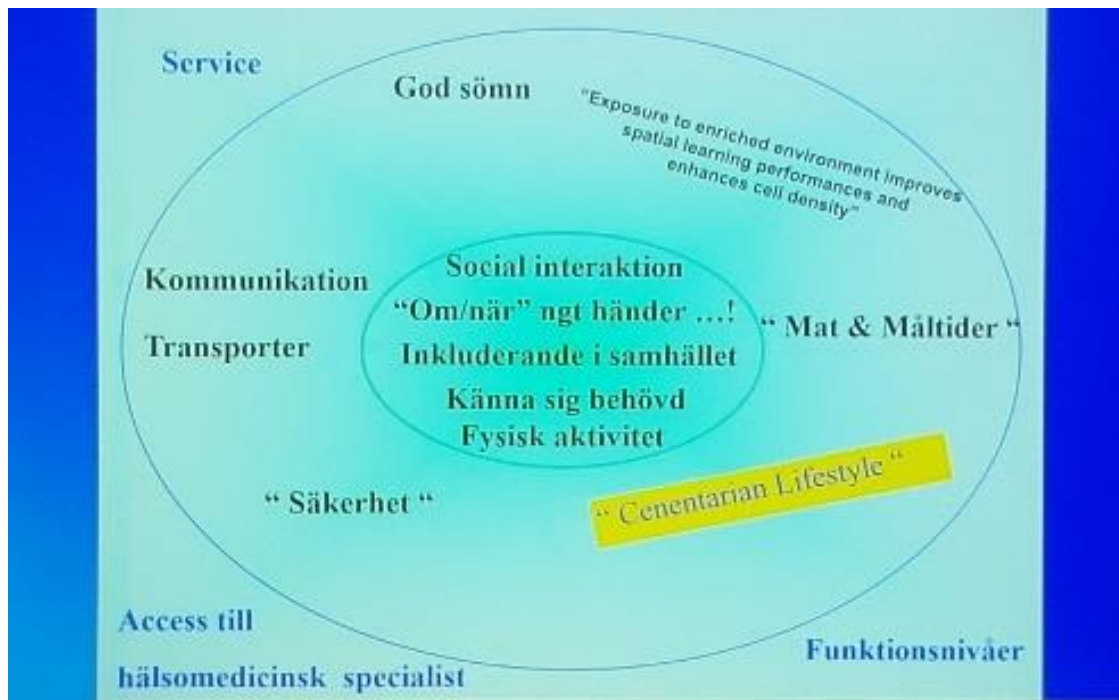 Service
God sömn
“Exposure to enriched environment improves
spatial learning performances and
enhances cell density”
Kommunikation
Transporter
Social interaktion
“Om/när” ngt händer …!
Inkluderande i samhället
Känna sig behövd
Fysisk aktivitet
“ Mat & Måltider “
“ Säkerhet “
“ Cenentarian Lifestyle “
Access till
hälsomedicinsk specialist
Funktionsnivåer